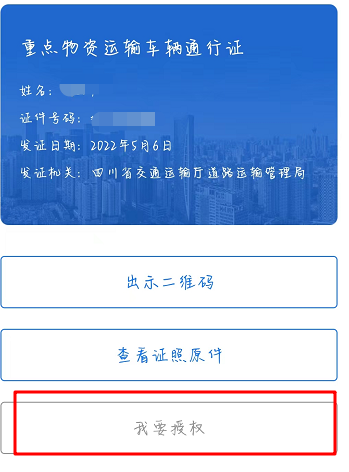 重点物资运输车辆通行证
姓名:
证件号码:
发证日期: 2022年5月6日
发证机关: 四川省交通运输厅道路运输管理局
出示二维码
查看证照原件
我要授权